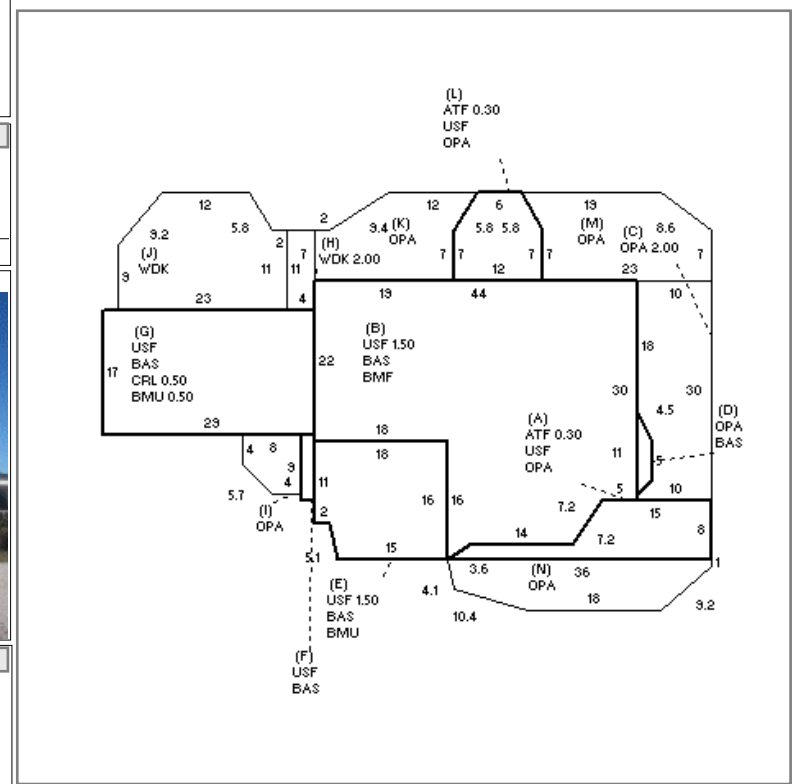 (L)
ATF 0.30
USF
OPA
12
2
12
6
19
9.2
5.8
9.4
(K)
OPA
5.8 5.8
(M)
OPA
(C)
OPA 2.00
8.6
(J)
WDK
2
7
(H)
WDK 2.00
7
7
7
7
7
9
11
11
12
23
23
4
19
44
10
(G)
USF
BAS
CRL 0.50
BMU 0.50
(B)
USF 1.50
BAS
BMF
17
22
18
30
30
4.5
(D)
OPA
BAS
29
18
(A)
ATF 0.30
USF
OPA
4
8
18
11
5
9
4
11
16
16
5
10
5.7
(I)
OPA
2
7.2
15
14
7.2
8
15
5.1
1
(E)
USF 1.50
BAS
BMU
4.1
3.6
(N)
OPA
36
18
9.2
10.4
(F)
USF
BAS